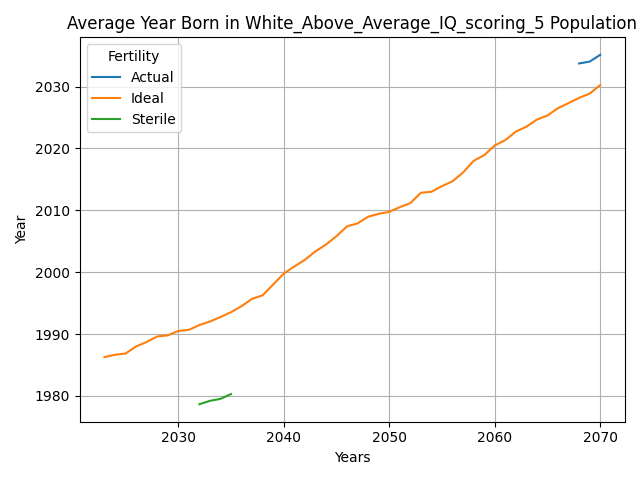 Average Year Born in White_Above_Average_IQ_scoring_5 Population
Fertility
Actual
Ideal
Sterile
2030
2020
2010
2000
1990
1980
Year
2030 2040 2050 2060 2070
Years